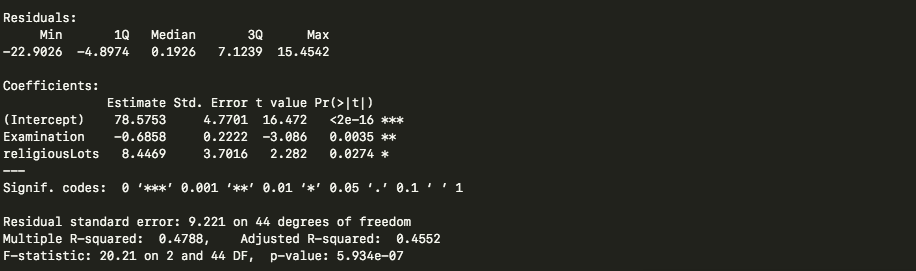 Residuals:
     Min       1Q   Median       3Q      Max
-22.9026  -4.8974   0.1926   7.1239  15.4542
Coefficients:
              Estimate Std. Error t value Pr(>|t|)
(Intercept)    78.5753     4.7701  16.472   <2e-16 ***
Examination    -0.6858     0.2222  -3.086   0.0035 **
religiousLots   8.4469     3.7016   2.282   0.0274 *
---
Signif. codes:  0 ‘***’ 0.001 ‘**’ 0.01 ‘*’ 0.05 ‘.’ 0.1 ‘ ’ 1
Residual standard error: 9.221 on 44 degrees of freedom
Multiple R-squared:  0.4788,    Adjusted R-squared:  0.4552
F-statistic: 20.21 on 2 and 44 DF,  p-value: 5.934e-07